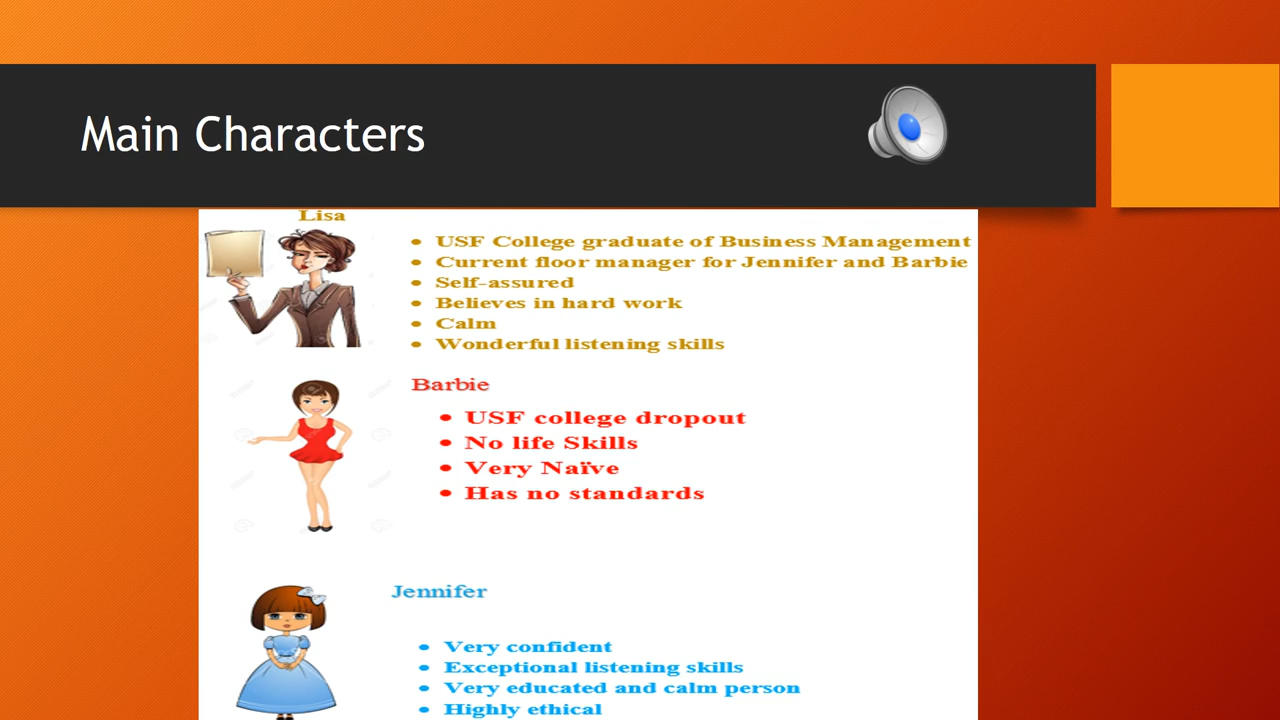 Main Characters
Lisa
• USF College graduate of Business Management
• Current floor manager for Jennifer and Barbie
• Self-assured
• Believes in hard work
• Calm
• Wonderful listening skills
Barbie
• USF college dropout
• No life Skills
• Very Naïve
• Has no standards
Jennifer
• Very confident
• Exceptional listening skills
• Very educated and calm person
• Highly ethical